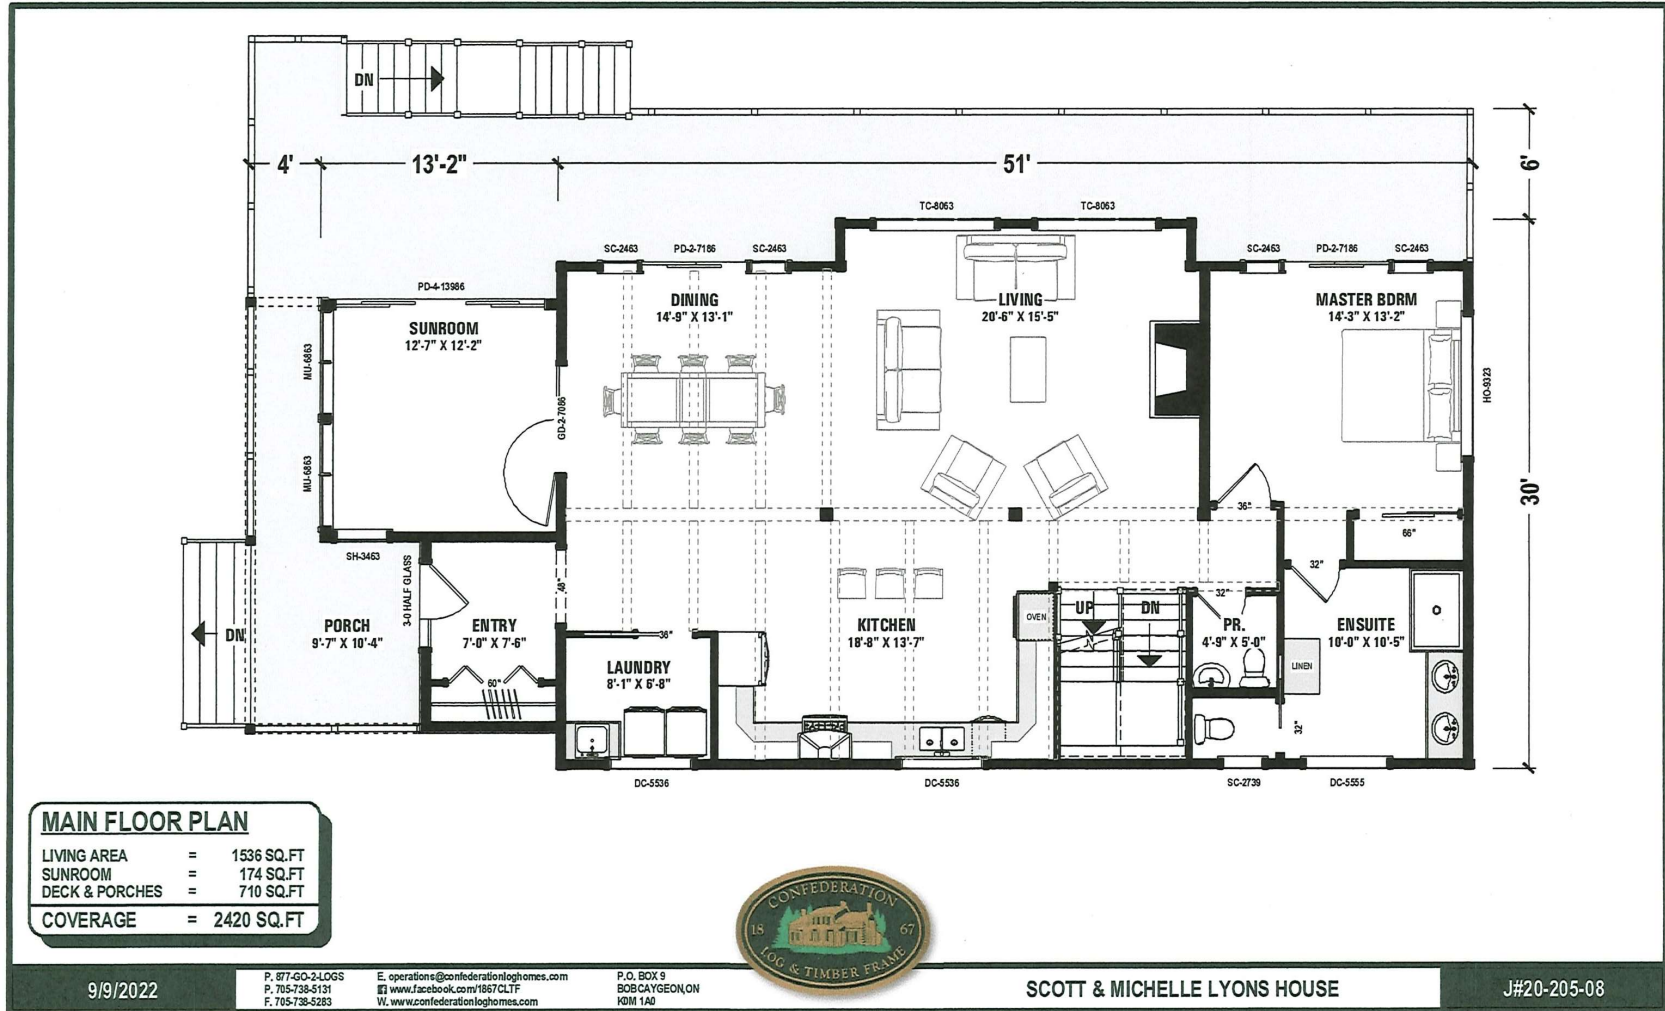 DN
4'
13'-2"
51'
6'
TC-8063
TC-8063
SC-2463
PD-2-7186
SC-2463
SC-2463
PD-2-7186
SC-2463
PD-4-13986
DINING
14'-9" X 13'-1"
LIVING
20'-6" X 15'-5"
MASTER BDRM
14'-3" X 13'-2"
SUNROOM
12'-7" X 12'-2"
MU-6863
MU-6863
GD-2-7086
HO-9323
30'
36"
66"
SH-3463
3-0 HALF GLASS
48"
32"
32"
DN
PORCH
9'-7" X 10'-4"
ENTRY
7'-0" X 7'-6"
60"
36"
LAUNDRY
8'-1" X 6'-8"
KITCHEN
18'-8" X 13'-7"
OVEN
UP
DN
PR.
4'-9" X 5'-0"
ENSUITE
10'-0" X 10'-5"
LINEN
32"
DC-5536
DC-5536
SC-2739
DC-5555
MAIN FLOOR PLAN
LIVING AREA = 1536 SQ.FT
SUNROOM = 174 SQ.FT
DECK & PORCHES = 710 SQ.FT
COVERAGE = 2420 SQ.FT
CONFEDERATION
18 67
LOG & TIMBER FRAME
9/9/2022
P. 877-GO-2-LOGS
P. 705-738-5131
F. 705-738-5283
E. operations@confederationloghomes.com
www.facebook.com/1867CLTF
W. www.confederationloghomes.com
P.O. BOX 9
BOBCAYGEON,ON
K0M 1A0
SCOTT & MICHELLE LYONS HOUSE
J#20-205-08